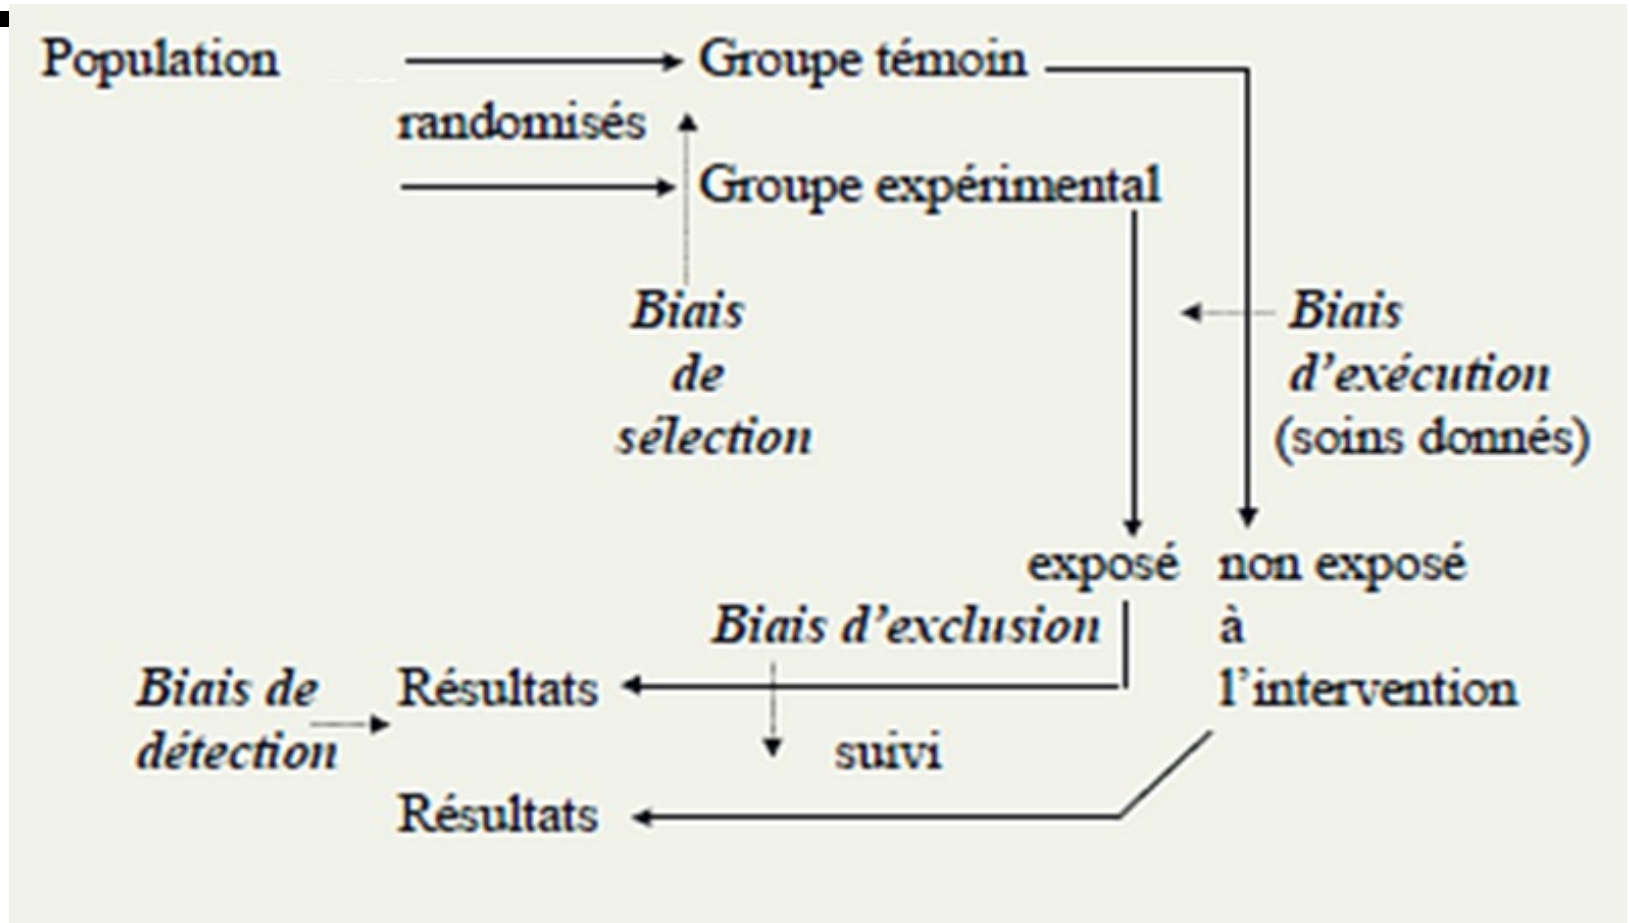 Population
Groupe témoin
randomisés
Groupe expérimental
Biais
de
sélection
Biais
d’exécution
(soins donnés)
exposé
non exposé
à
l’intervention
Biais d’exclusion
Biais de
détection
Résultats
suivi
Résultats